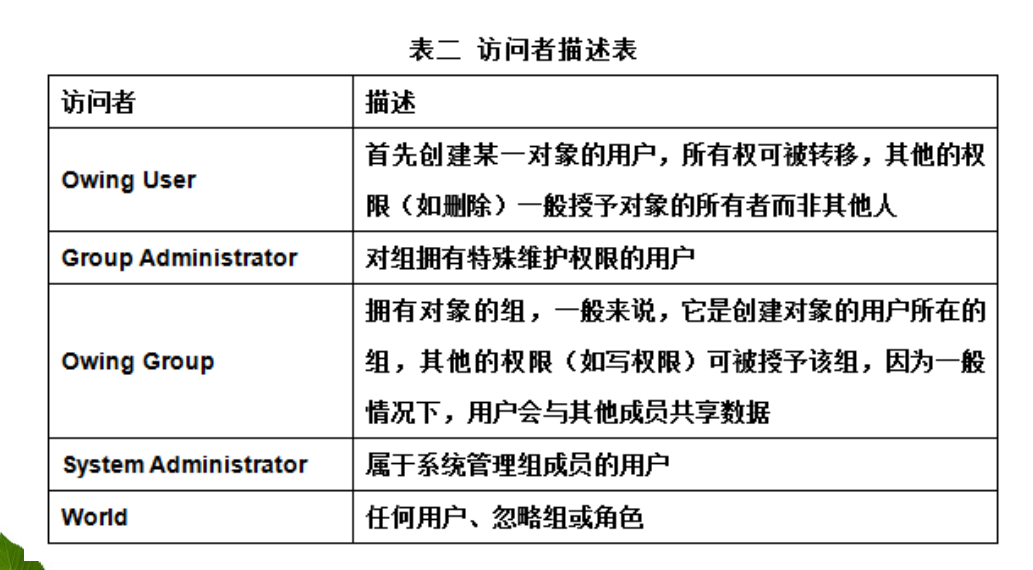 表二 访问者描述表
访问者 描述
Owing User
首先创建某一对象的用户，所有权可被转移，其他的权
限（如删除）一般授予对象的所有者而非其他人
Group Administrator 对组拥有特殊维护权限的用户
Owing Group
拥有对象的组，一般来说，它是创建对象的用户所在的
组，其他的权限（如写权限）可被授予该组，因为一般
情况下，用户会与其他成员共享数据
System Administrator 属于系统管理组成员的用户
World 任何用户、忽略组或角色